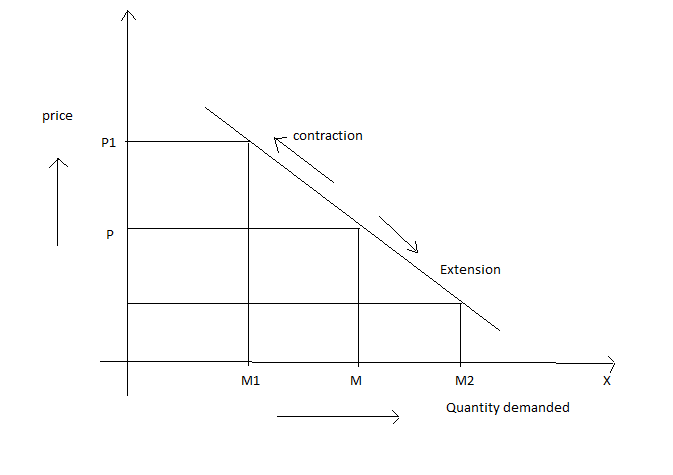 price
contraction
P1
P
Extension
M1
M
M2
X
Quantity demanded